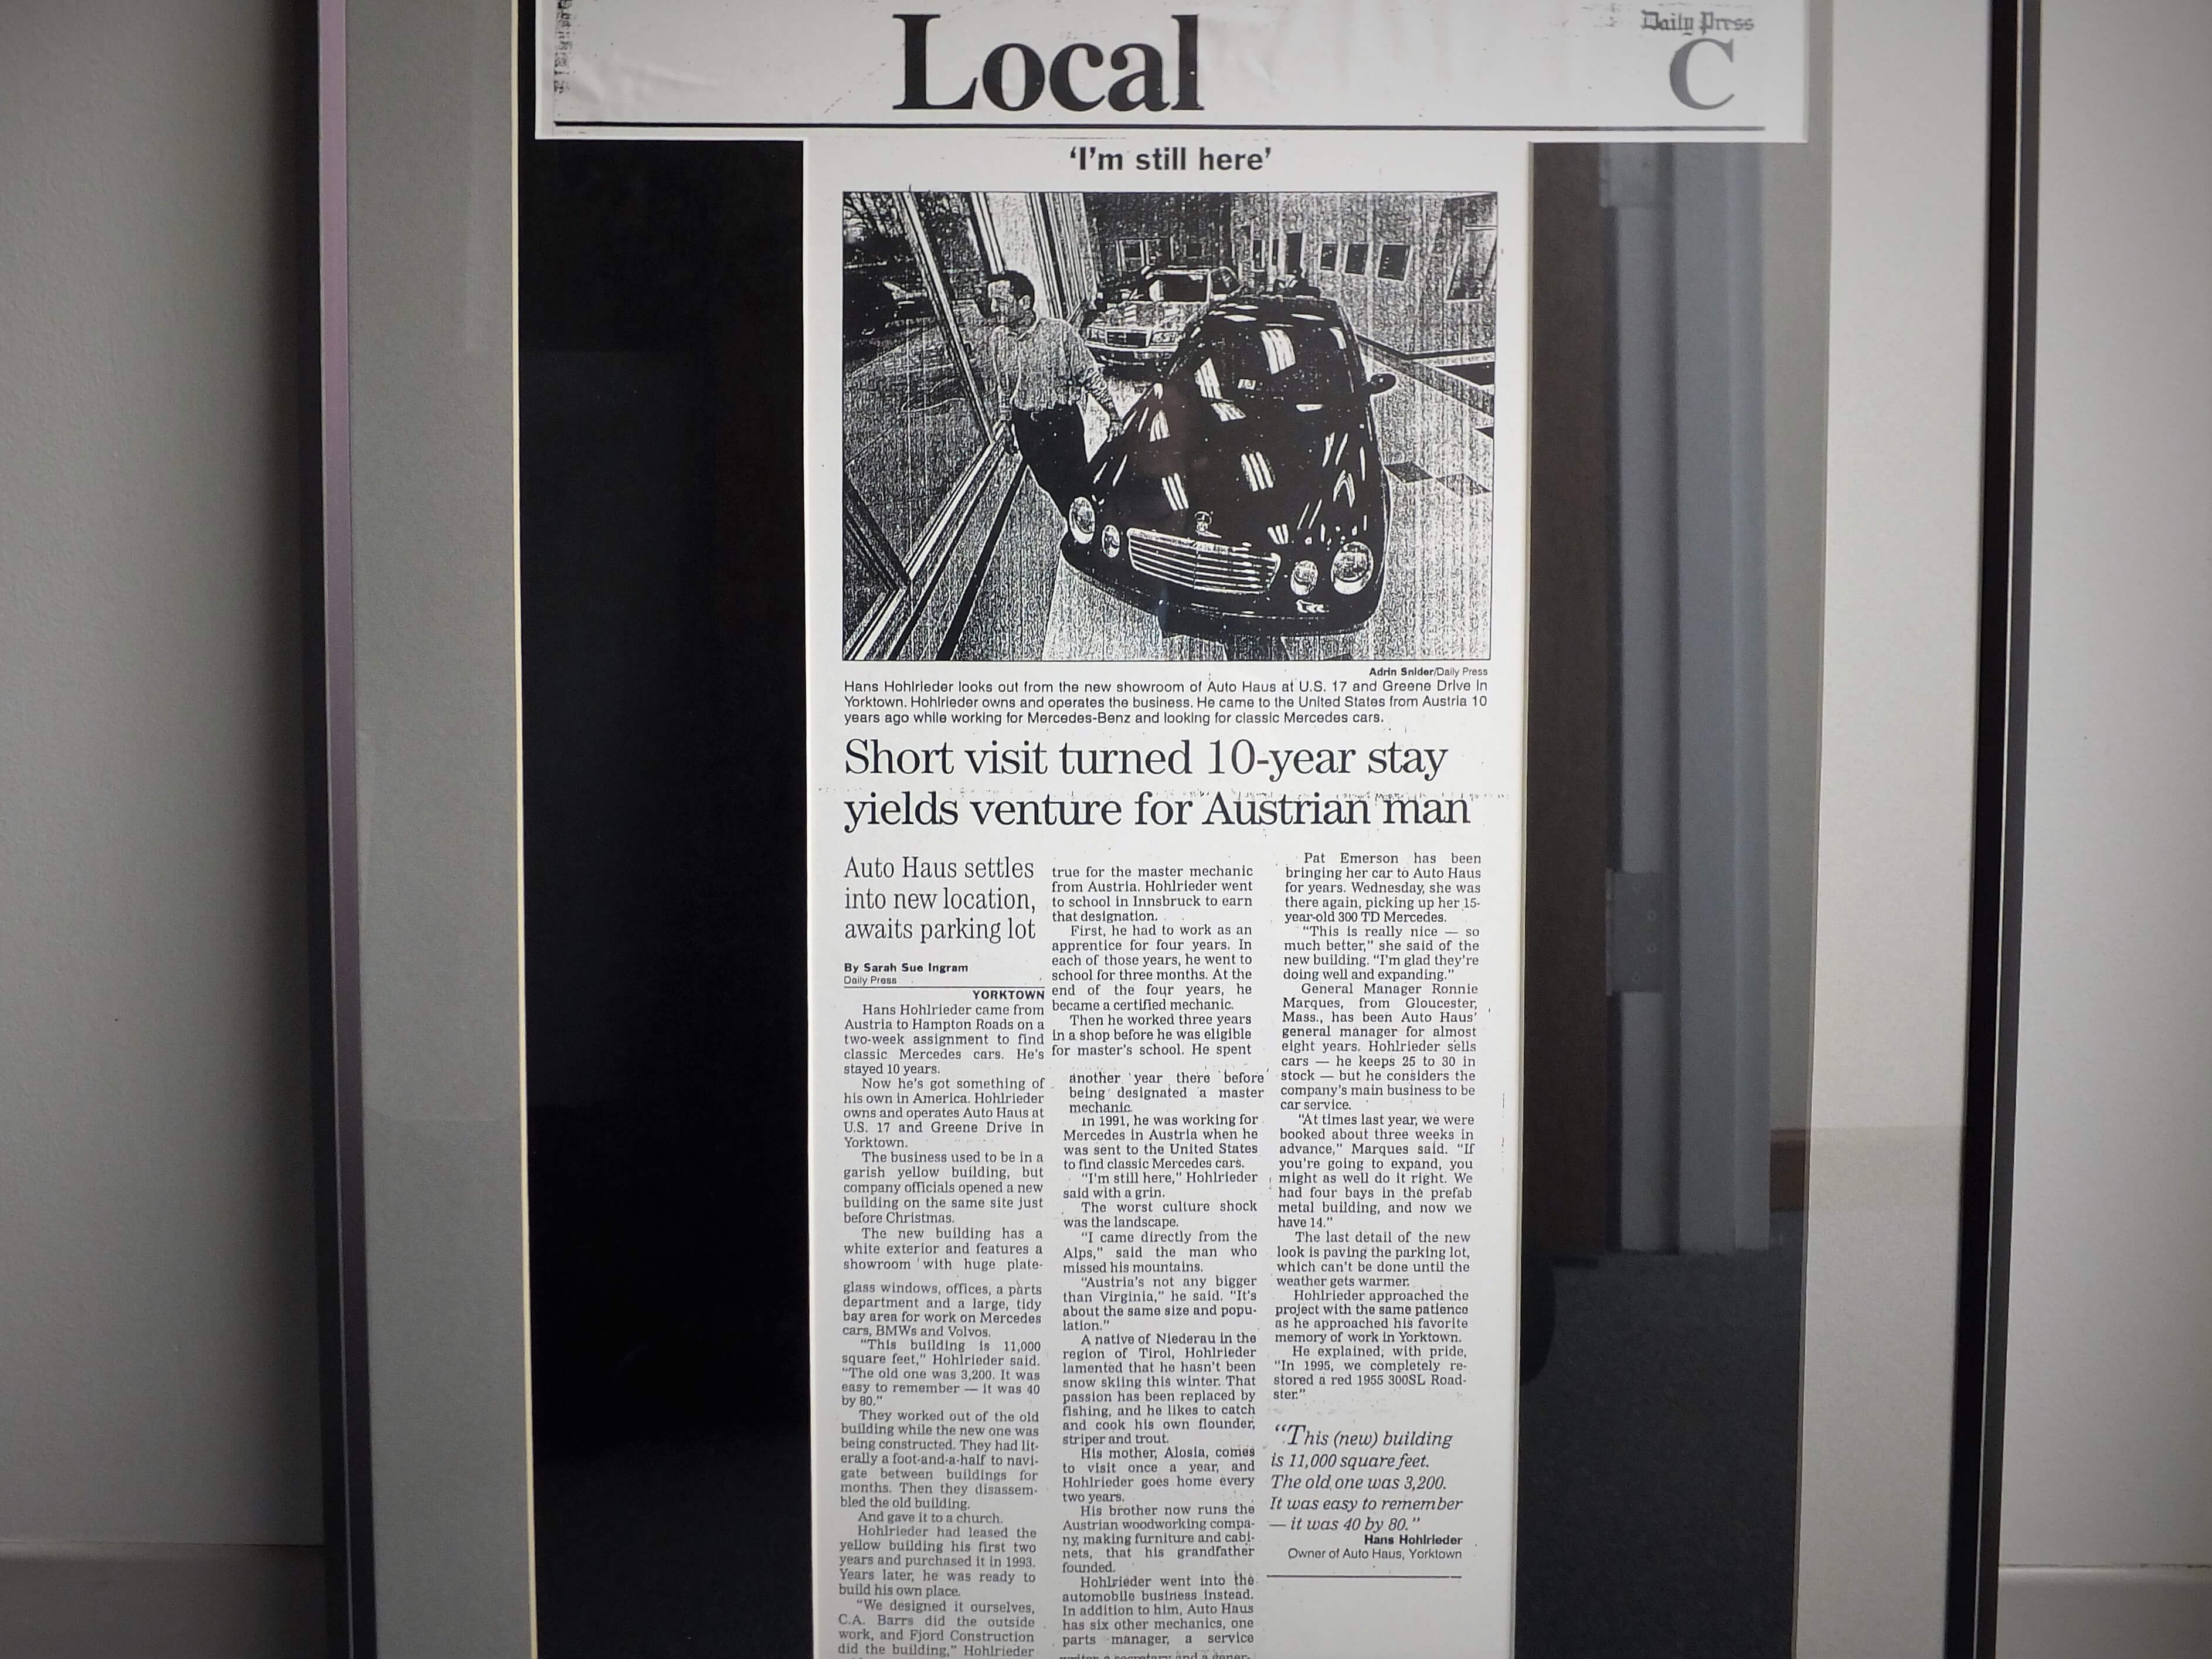 Local
Daily Press
C
'I'm still here'
Adrin Snider/Daily Press
Hans Hohlrieder looks out from the new showroom of Auto Haus at U.S. 17 and Greene Drive in
Yorktown. Hohlrieder owns and operates the business. He came to the United States from Austria 10
years ago while working for Mercedes-Benz and looking for classic Mercedes cars.
Short visit turned 10-year stay
yields venture for Austrian man
Auto Haus settles
into new location,
awaits parking lot
By Sarah Sue Ingram
Daily Press
YORKTOWN
Hans Hohlrieder came from
Austria to Hampton Roads on a
two-week assignment to find
classic Mercedes cars. He's
stayed 10 years.
Now he's got something of
his own in America. Hohlrieder
owns and operates Auto Haus at
U.S. 17 and Greene Drive in
Yorktown.
The business used to be in a
garish yellow building, but
company officials opened a new
building on the same site just
before Christmas.
The new building has a
white exterior and features a
showroom with huge plate-
glass windows, offices, a parts
department and a large, tidy
bay area for work on Mercedes
cars, BMWs and Volvos.
"This building is 11,000
square feet," Hohlrieder said.
"The old one was 3,200. It was
easy to remember — it was 40
by 80."
They worked out of the old
building while the new one was
being constructed. They had lit-
erally a foot-and-a-half to navi-
gate between buildings for
months. Then they disassem-
bled the old building.
And gave it to a church.
Hohlrieder had leased the
yellow building his first two
years and purchased it in 1993.
Years later, he was ready to
build his own place.
"We designed it ourselves,
C.A. Barrs did the outside
work, and Fjord Construction
did the building," Hohlrieder
true for the master mechanic
from Austria. Hohlrieder went
to school in Innsbruck to earn
that designation.
First, he had to work as an
apprentice for four years. In
each of those years, he went to
school for three months. At the
end of the four years, he
became a certified mechanic.
Then he worked three years
in a shop before he was eligible
for master's school. He spent
another year there before
being designated a master
mechanic.
In 1991, he was working for
Mercedes in Austria when he
was sent to the United States
to find classic Mercedes cars.
"I'm still here," Hohlrieder
said with a grin.
The worst culture shock
was the landscape.
"I came directly from the
Alps," said the man who
missed his mountains.
"Austria's not any bigger
than Virginia," he said. "It's
about the same size and popu-
lation."
A native of Niederau in the
region of Tirol, Hohlrieder
lamented that he hasn't been
snow skiing this winter. That
passion has been replaced by
fishing, and he likes to catch
and cook his own flounder,
striper and trout.
His mother, Alosia, comes
to visit once a year, and
Hohlrieder goes home every
two years.
His brother now runs the
Austrian woodworking compa-
ny, making furniture and cabi-
nets, that his grandfather
founded.
Hohlrieder went into the
automobile business instead.
In addition to him, Auto Haus
has six other mechanics, one
parts manager, a service
Pat Emerson has been
bringing her car to Auto Haus
for years. Wednesday, she was
there again, picking up her 15-
year-old 300 TD Mercedes.
"This is really nice — so
much better," she said of the
new building. "I'm glad they're
doing well and expanding."
General Manager Ronnie
Marques, from Gloucester,
Mass., has been Auto Haus'
general manager for almost
eight years. Hohlrieder sells
cars — he keeps 25 to 30 in
stock — but he considers the
company's main business to be
car service.
"At times last year, we were
booked about three weeks in
advance," Marques said. "If
you're going to expand, you
might as well do it right. We
had four bays in the prefab
metal building, and now we
have 14."
The last detail of the new
look is paving the parking lot,
which can't be done until the
weather gets warmer.
Hohlrieder approached the
project with the same patience
as he approached his favorite
memory of work in Yorktown.
He explained, with pride,
"In 1995, we completely re-
stored a red 1955 300SL Road-
ster."
"This (new) building
is 11,000 square feet.
The old one was 3,200.
It was easy to remember
— it was 40 by 80."
Hans Hohlrieder
Owner of Auto Haus, Yorktown